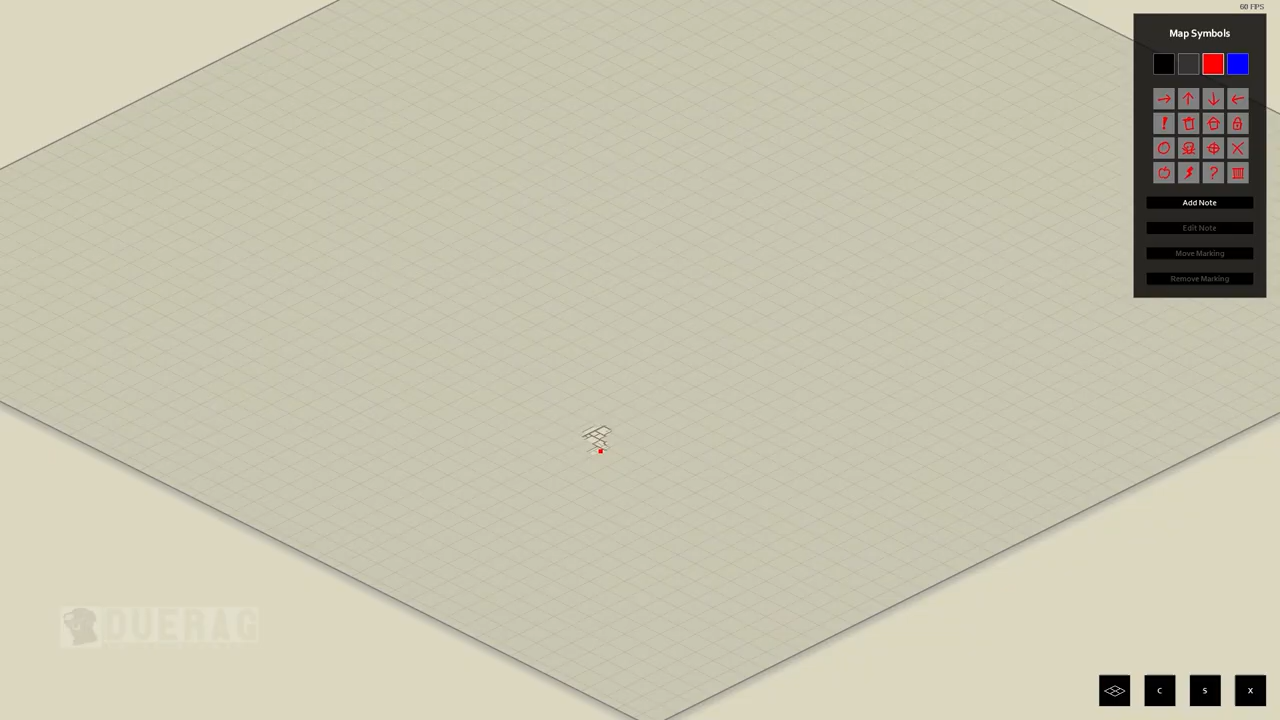 60 FPS
Map Symbols
Add Note
Edit Note
Move Marking
Remove Marking
DUERAG
C S X